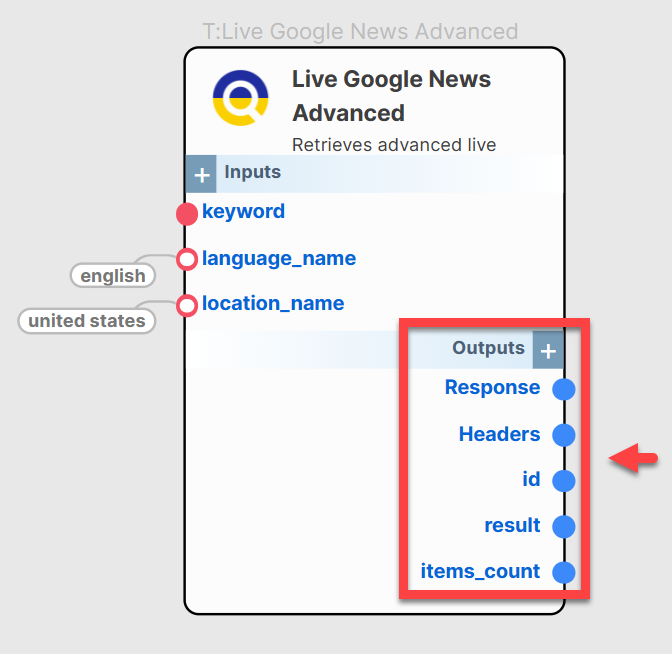 T:Live Google News Advanced
Live Google News
Advanced
Retrieves advanced live
+ Inputs
keyword
language_name
english
location_name
united states
Outputs +
Response
Headers
id
result
items_count